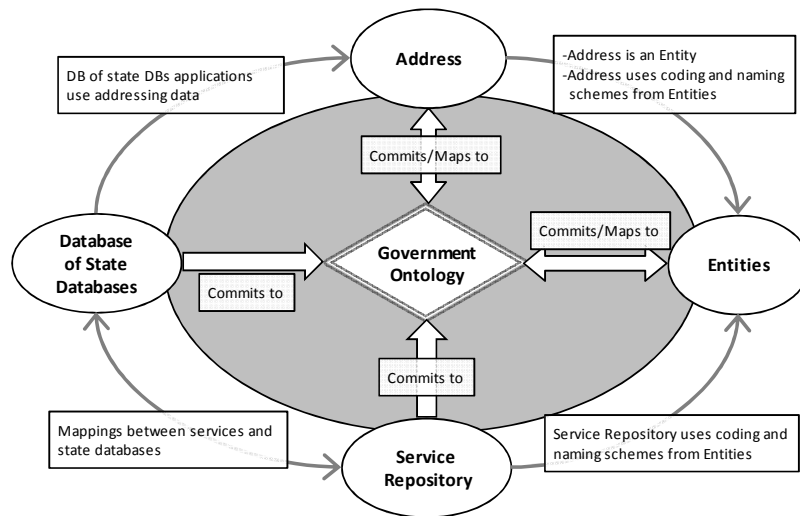 Address
DB of state DBs applications
use addressing data
-Address is an Entity
-Address uses coding and naming
schemes from Entities
Commits/Maps to
Commits/Maps to
Database
of State
Databases
Government
Ontology
Entities
Commits to
Commits to
Mappings between services and
state databases
Service
Repository
Service Repository uses coding and
naming schemes from Entities